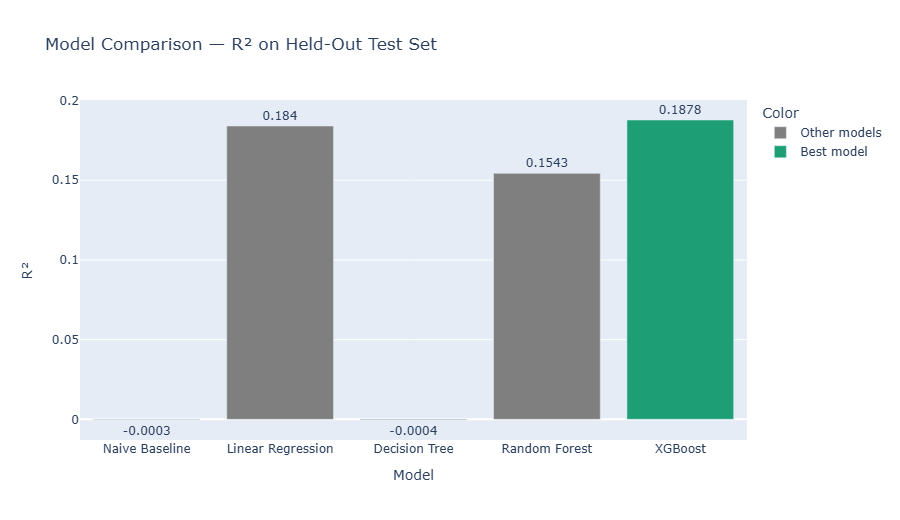 Model Comparison — R² on Held-Out Test Set
Color
Other models
Best model
R²
0.2
0.15
0.1
0.05
0
-0.0003
0.184
-0.0004
0.1543
0.1878
Naive Baseline
Linear Regression
Decision Tree
Random Forest
XGBoost
Model